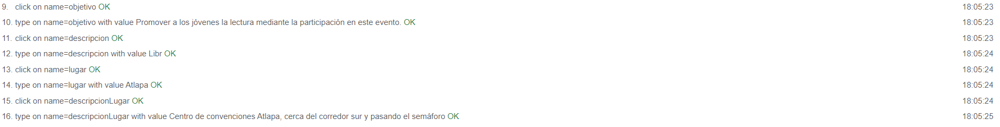 9. click on name=objetivo OK 18:05:23
10. type on name=objetivo with value Promover a los jóvenes la lectura mediante la participación en este evento. OK 18:05:23
11. click on name=descripcion OK 18:05:23
12. type on name=descripcion with value Libr OK 18:05:24
13. click on name=lugar OK 18:05:24
14. type on name=lugar with value Atlapa OK 18:05:24
15. click on name=descripcionLugar OK 18:05:24
16. type on name=descripcionLugar with value Centro de convenciones Atlapa, cerca del corredor sur y pasando el semáforo OK 18:05:25